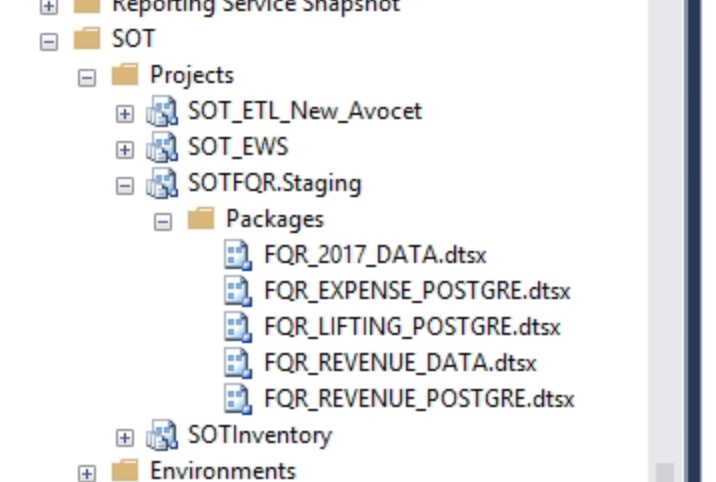 Reporting Service Snapshot
SOT
Projects
SOT_ETL_New_Avocet
SOT_EWS
SOTFQR.Staging
Packages
FQR_2017_DATA.dtsx
FQR_EXPENSE_POSTGRE.dtsx
FQR_LIFTING_POSTGRE.dtsx
FQR_REVENUE_DATA.dtsx
FQR_REVENUE_POSTGRE.dtsx
SOTInventory
Environments